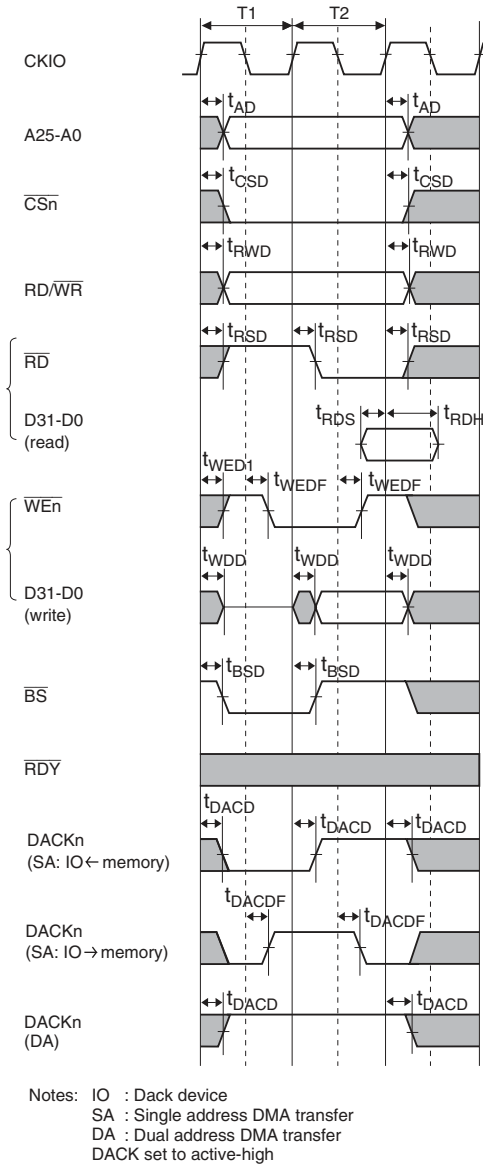 T1 T2
CKIO
tAD tAD
A25-A0
tCSD tCSD
CSn
tRWD tRWD
RD/WR
tRSD tRSD tRSD
RD
tRDS tRDH
D31-D0
(read)
tWED1 tWEDF tWEDF
WEn
tWDD tWDD tWDD
D31-D0
(write)
tBSD tBSD
BS
RDY
tDACD tDACD tDACD
DACKn
(SA: IO←memory)
tDACDF tDACDF
DACKn
(SA: IO→memory)
tDACD tDACD
DACKn
(DA)
Notes: IO : Dack device
SA : Single address DMA transfer
DA : Dual address DMA transfer
DACK set to active-high